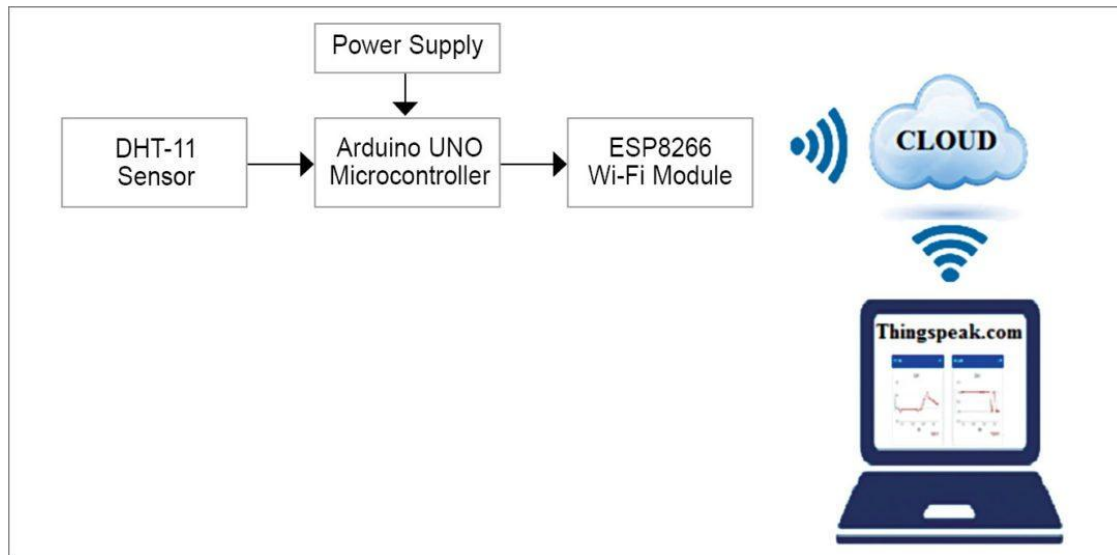 Power Supply
DHT-11
Sensor
Arduino UNO
Microcontroller
ESP8266
Wi-Fi Module
CLOUD
Thingspeak.com